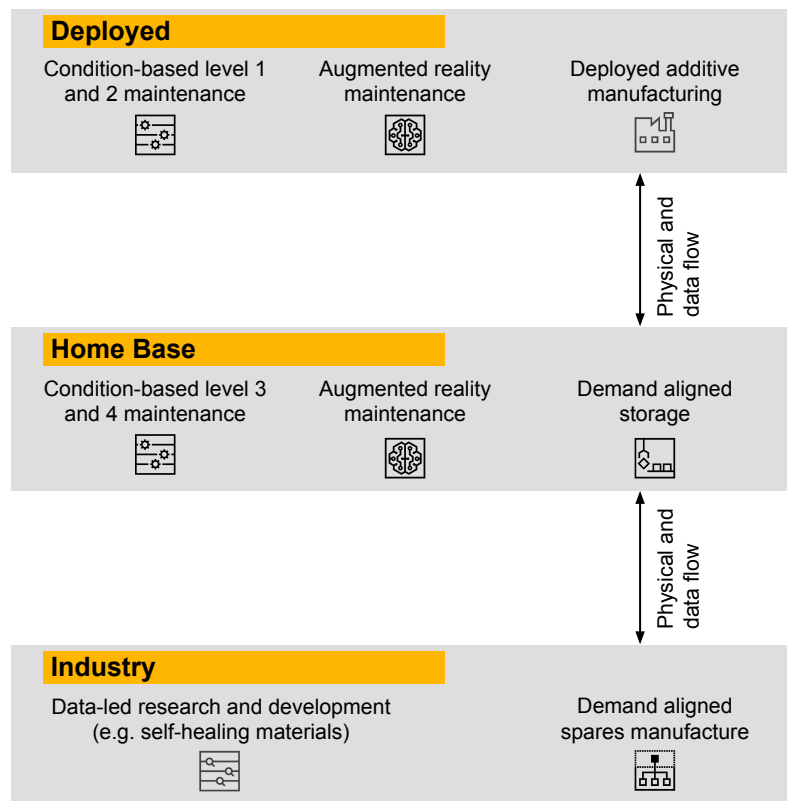 Deployed
Condition-based level 1
and 2 maintenance
Augmented reality
maintenance
Deployed additive
manufacturing
Physical and
data flow
Home Base
Condition-based level 3
and 4 maintenance
Augmented reality
maintenance
Demand aligned
storage
Physical and
data flow
Industry
Data-led research and development
(e.g. self-healing materials)
Demand aligned
spares manufacture